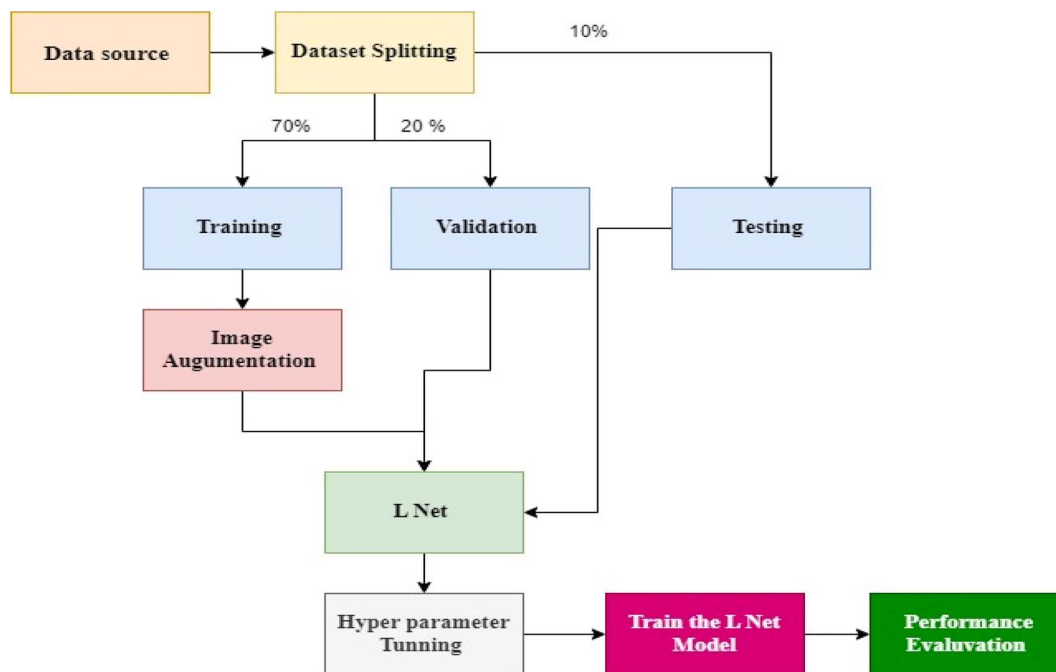 Data source
Dataset Splitting
10%
70%
20 %
Training
Validation
Testing
Image
Augumentation
L Net
Hyper parameter
Tunning
Train the L Net
Model
Performance
Evaluvation